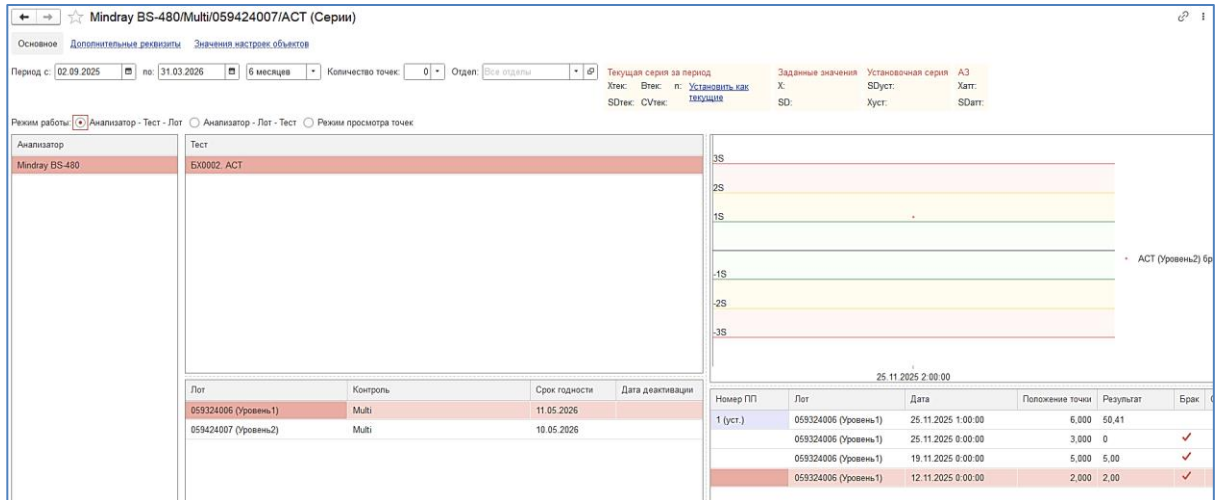 Mindray BS-480/Multi/059424007/АСТ (Серии)
Основное Дополнительные реквизиты Значения настроек объектов
Период с: 02.09.2025 по: 31.03.2026 6 месяцев Количество точек: 0 Отдел: Все отделы
Текущая серия за период Заданные значения Установочная серия АЗ
Xтек: Bтек: n: Установить как текущие X: SDуст: Xатт:
SDтек: CVтек: SD: Xуст: SDатт:
Режим работы: Анализатор - Тест - Лот Анализатор - Лот - Тест Режим просмотра точек
Анализатор Тест
Mindray BS-480 БХ0002. АСТ
3S
2S
1S
АСТ (Уровень2) бр
-1S
-2S
-3S
25.11.2025 2:00:00
Лот Контроль Срок годности Дата деактивации
059324006 (Уровень1) Multi 11.05.2026
059424007 (Уровень2) Multi 10.05.2026
Номер ПП Лот Дата Положение точки Результат Брак
1 (уст.) 059324006 (Уровень1) 25.11.2025 1:00:00 6,000 50,41
059324006 (Уровень1) 25.11.2025 0:00:00 3,000 0
059324006 (Уровень1) 19.11.2025 0:00:00 5,000 5,00
059324006 (Уровень1) 12.11.2025 0:00:00 2,000 2,00